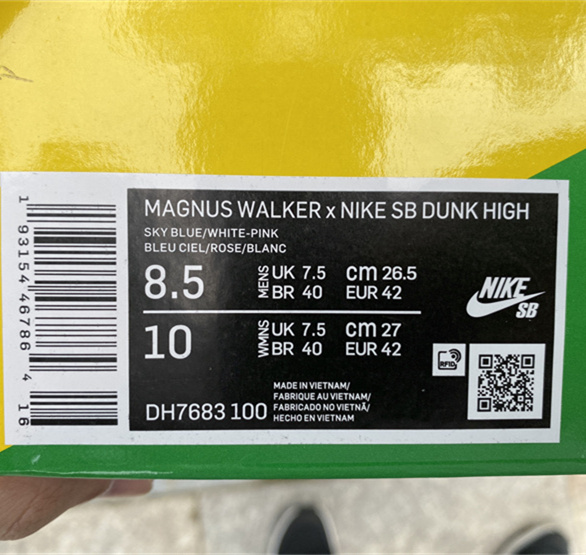 MAGNUS WALKER x NIKE SB DUNK HIGH
SKY BLUE/WHITE-PINK
BLEU CIEL/ROSE/BLANC
8.5 MENS UK 7.5 cm 26.5
BR 40 EUR 42
10 WMNS UK 7.5 cm 27
BR 40 EUR 42
NIKE
SB
RFID
DH7683 100
MADE IN VIETNAM/
FABRIQUE AU VIETNAM/
FABRICADO NO VIETNÃ/
HECHO EN VIETNAM
1 93154 46786 4 16